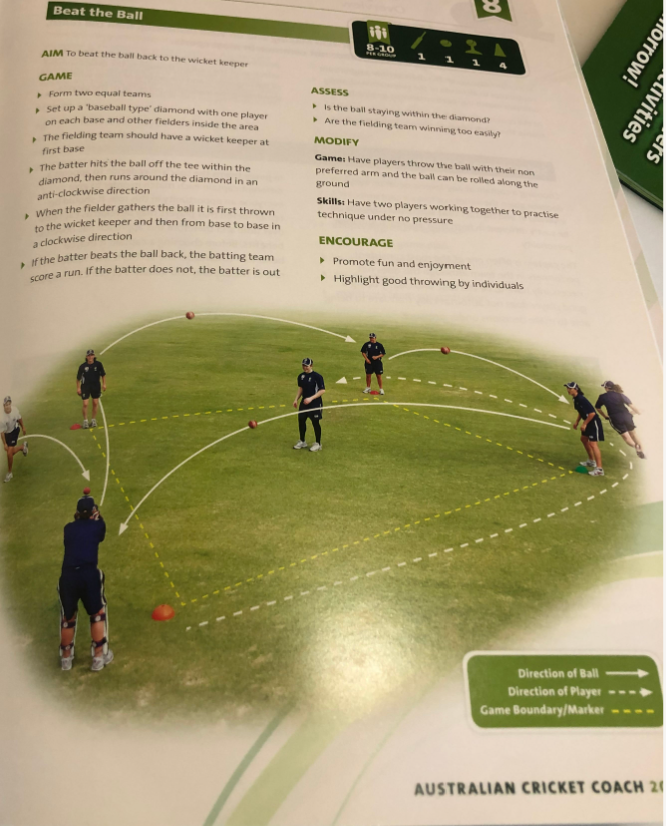 Beat the Ball
8
8-10
PER GROUP
1 1 1 4
AIM To beat the ball back to the wicket keeper
GAME
Form two equal teams
Set up a 'baseball type' diamond with one player
on each base and other fielders inside the area
The fielding team should have a wicket keeper at
first base
The batter hits the ball off the tee within the
diamond, then runs around the diamond in an
anti-clockwise direction
When the fielder gathers the ball it is first thrown
to the wicket keeper and then from base to base in
a clockwise direction
If the batter beats the ball back, the batting team
score a run. If the batter does not, the batter is out
ASSESS
Is the ball staying within the diamond?
Are the fielding team winning too easily?
MODIFY
Game: Have players throw the ball with their non
preferred arm and the ball can be rolled along the
ground
Skills: Have two players working together to practise
technique under no pressure
ENCOURAGE
Promote fun and enjoyment
Highlight good throwing by individuals
Direction of Ball
Direction of Player
Game Boundary/Marker
AUSTRALIAN CRICKET COACH